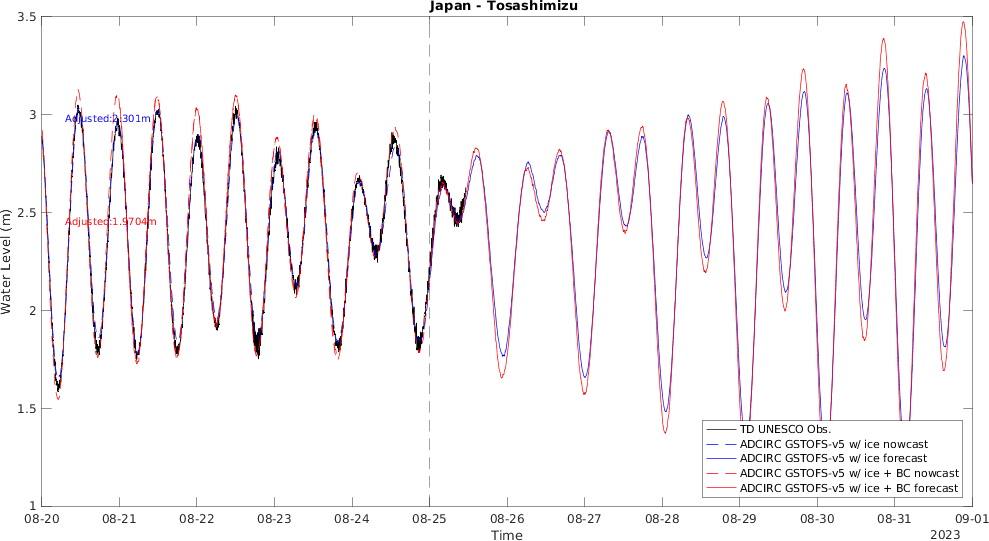 Japan - Tosashimizu
3.5
3
2.5
2
1.5
1
Water Level (m)
Adjusted:2.301m
Adjusted:1.9704m
TD UNESCO Obs.
ADCIRC GSTOFS-v5 w/ ice nowcast
ADCIRC GSTOFS-v5 w/ ice forecast
ADCIRC GSTOFS-v5 w/ ice + BC nowcast
ADCIRC GSTOFS-v5 w/ ice + BC forecast
08-20 08-21 08-22 08-23 08-24 08-25 08-26 08-27 08-28 08-29 08-30 08-31 09-01
Time
2023